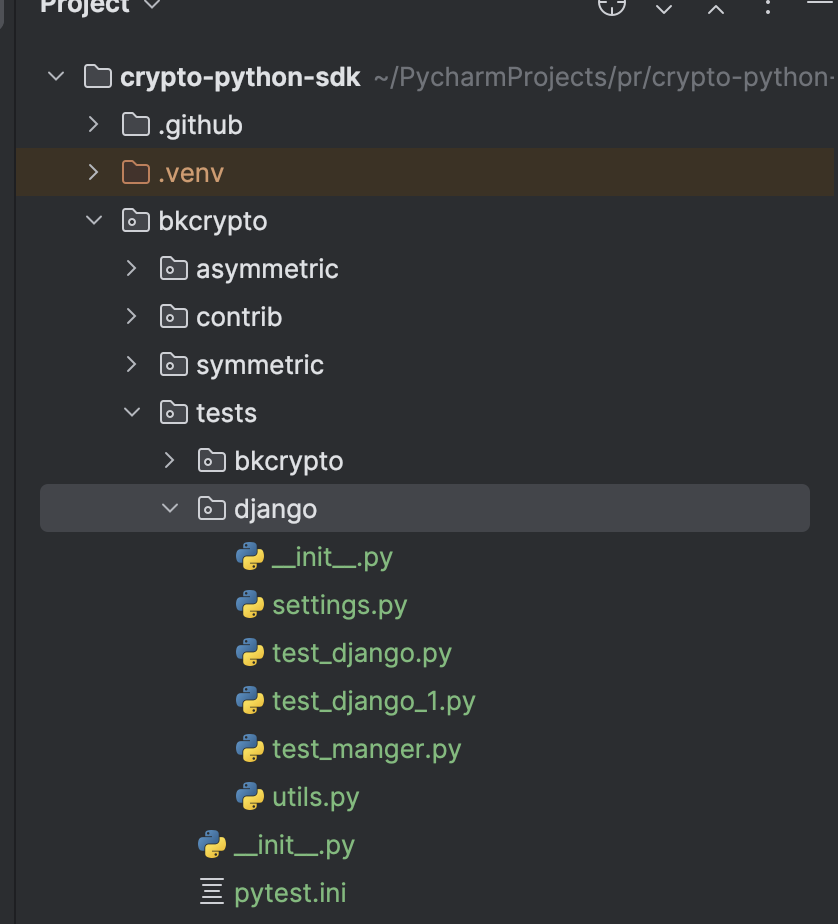 Project
crypto-python-sdk ~/PycharmProjects/pr/crypto-python-
.github
.venv
bkcrypto
asymmetric
contrib
symmetric
tests
bkcrypto
django
__init__.py
settings.py
test_django.py
test_django_1.py
test_manger.py
utils.py
__init__.py
pytest.ini